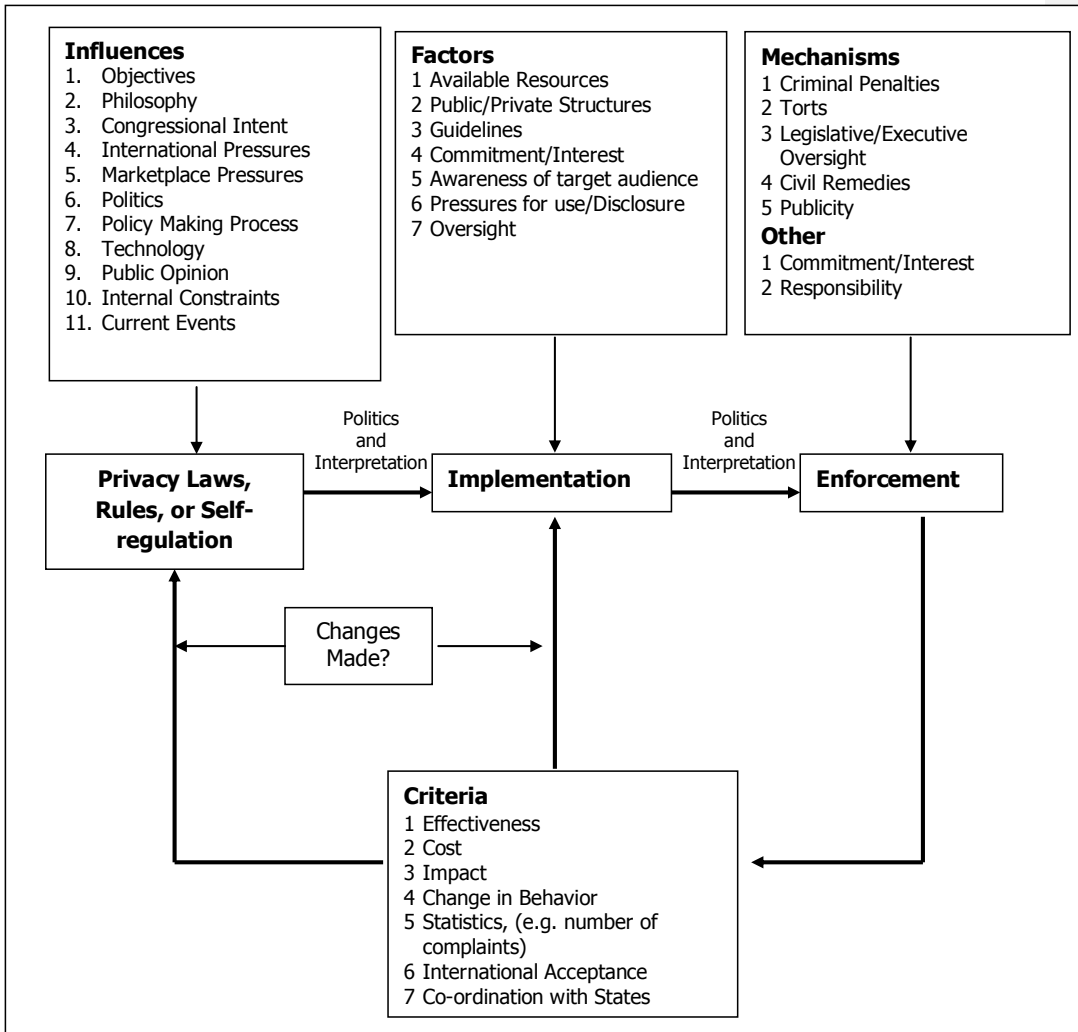 Influences
1. Objectives
2. Philosophy
3. Congressional Intent
4. International Pressures
5. Marketplace Pressures
6. Politics
7. Policy Making Process
8. Technology
9. Public Opinion
10. Internal Constraints
11. Current Events
Factors
1 Available Resources
2 Public/Private Structures
3 Guidelines
4 Commitment/Interest
5 Awareness of target audience
6 Pressures for use/Disclosure
7 Oversight
Mechanisms
1 Criminal Penalties
2 Torts
3 Legislative/Executive
Oversight
4 Civil Remedies
5 Publicity
Other
1 Commitment/Interest
2 Responsibility
Privacy Laws,
Rules, or Self-
regulation
Politics
and
Interpretation
Implementation
Politics
and
Interpretation
Enforcement
Changes
Made?
Criteria
1 Effectiveness
2 Cost
3 Impact
4 Change in Behavior
5 Statistics, (e.g. number of
complaints)
6 International Acceptance
7 Co-ordination with States